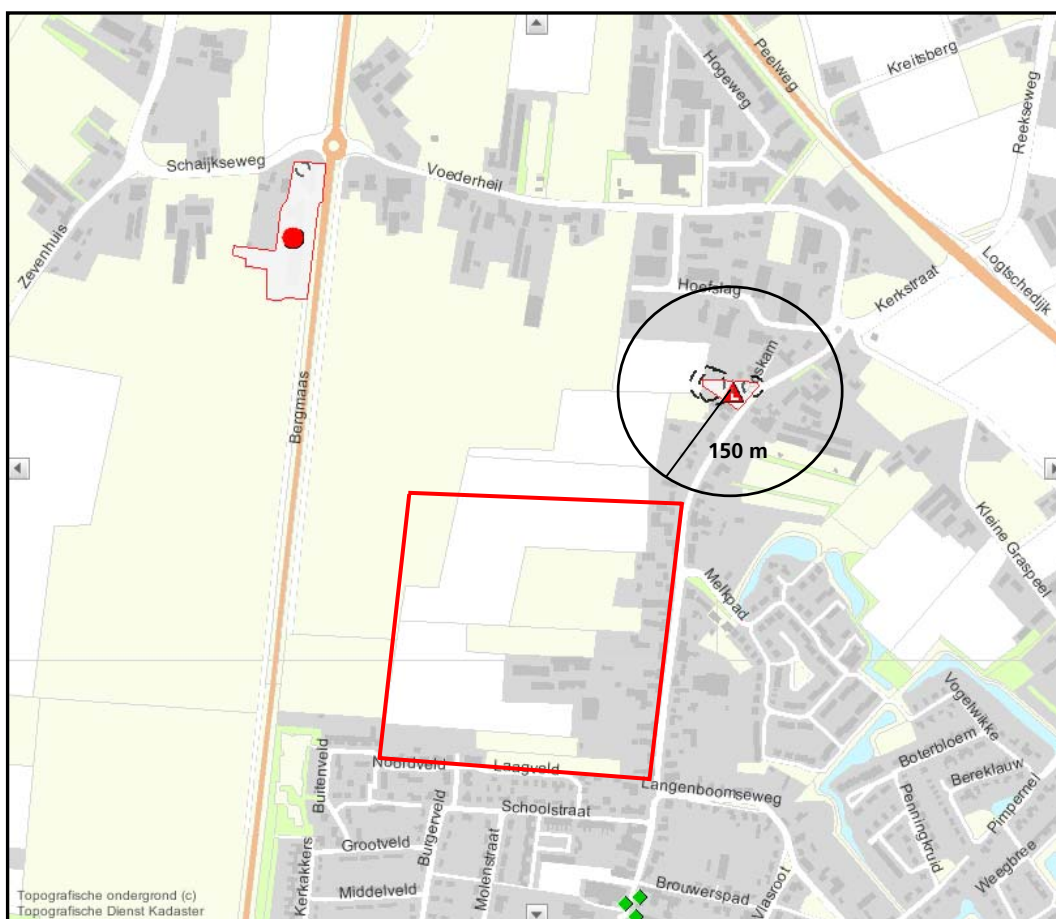 Kreitsberg
Peelweg
Hogeweg
Reekseweg
Schaijkseweg
Voederheil
Zevenhuis
Logtschedijk
Kerkstraat
Hoefslag
skam
Bergmaas
150 m
Kleine Graspeel
Melkpad
Vogelwikke
Boterbloem
Bereklauw
Pimpernel
Penningkruid
Weegbree
Noordveld
Laagveld
Langenboomseweg
Buitenveld
Schoolstraat
Burgerveld
Molenstraat
Grootveld
Kerkakkers
Middelveld
Brouwerspad
Vlasroot
Topografische ondergrond (c)
Topografische Dienst Kadaster